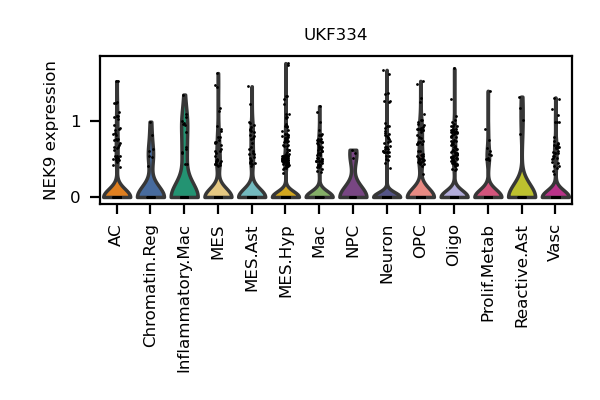 UKF334
NEK9 expression
1
0
AC
Chromatin.Reg
Inflammatory.Mac
MES
MES.Ast
MES.Hyp
Mac
NPC
Neuron
OPC
Oligo
Prolif.Metab
Reactive.Ast
Vasc